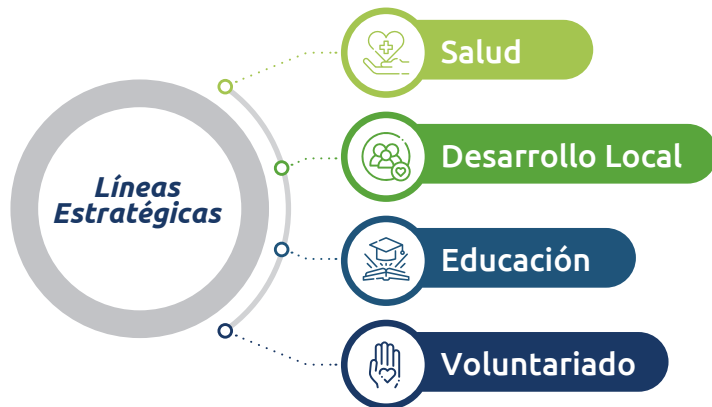 Líneas
Estratégicas
Salud
Desarrollo Local
Educación
Voluntariado